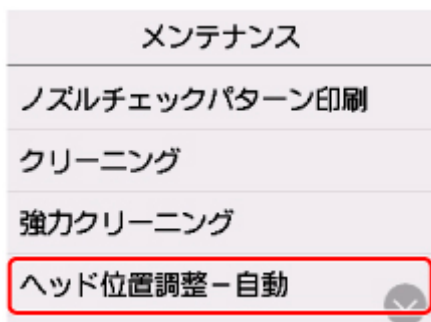 メンテナンス
ノズルチェックパターン印刷
クリーニング
強力クリーニング
ヘッド位置調整－自動